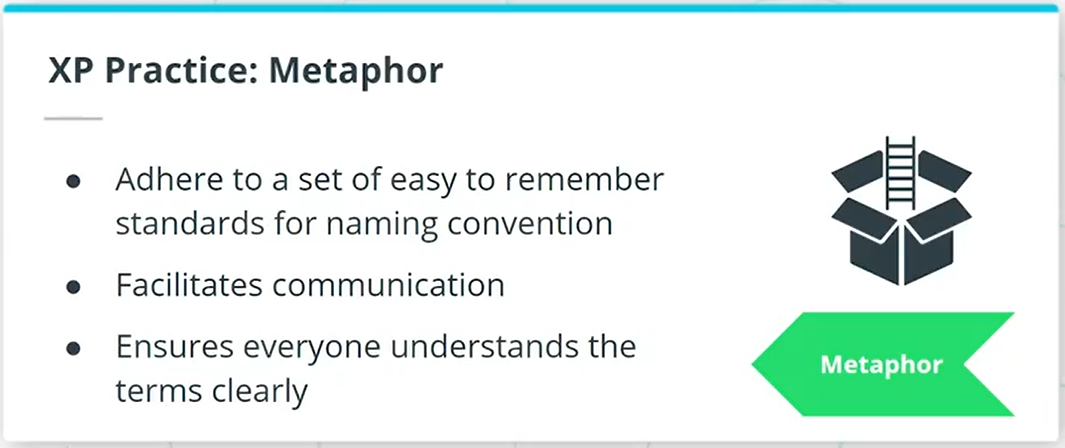 XP Practice: Metaphor
● Adhere to a set of easy to remember
standards for naming convention
● Facilitates communication
● Ensures everyone understands the
terms clearly
Metaphor